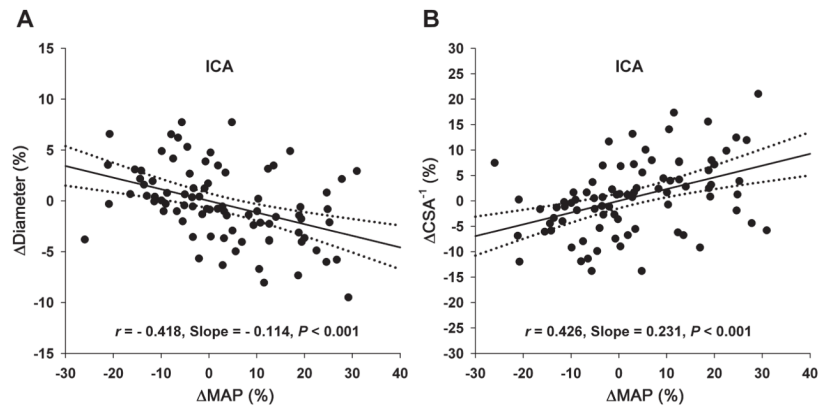 A
ICA
ΔDiameter (%)
15
10
5
0
-5
-10
-15
r = - 0.418, Slope = - 0.114, P < 0.001
-30 -20 -10 0 10 20 30 40
ΔMAP (%)
B
ICA
ΔCSA⁻¹ (%)
30
25
20
15
10
5
0
-5
-10
-15
-20
-25
-30
r = 0.426, Slope = 0.231, P < 0.001
-30 -20 -10 0 10 20 30 40
ΔMAP (%)